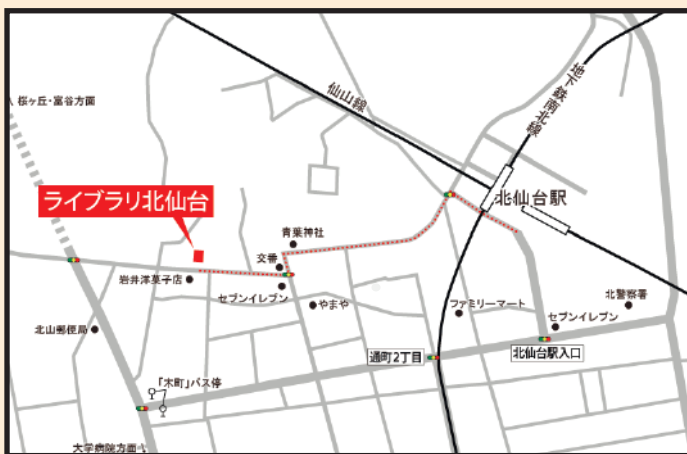 仙山線
地下鉄南北線
桜ヶ丘・富谷方面
ライブラリ北仙台
北仙台駅
青葉神社
交番
岩井洋菓子店
セブンイレブン
やまや
ファミリーマート
北警察署
セブンイレブン
北山郵便局
通町2丁目
北仙台駅入口
「木町」バス停
大学病院方面